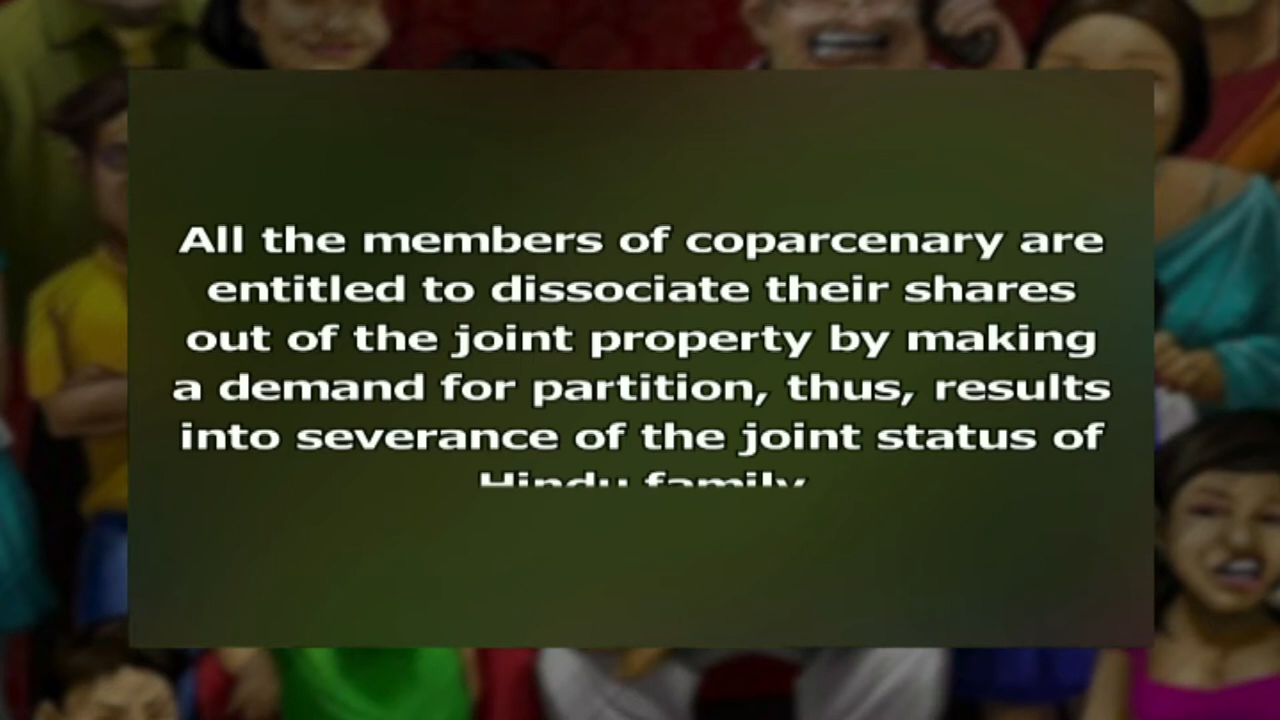 All the members of coparcenary are
entitled to dissociate their shares
out of the joint property by making
a demand for partition, thus, results
into severance of the joint status of
Hindu family